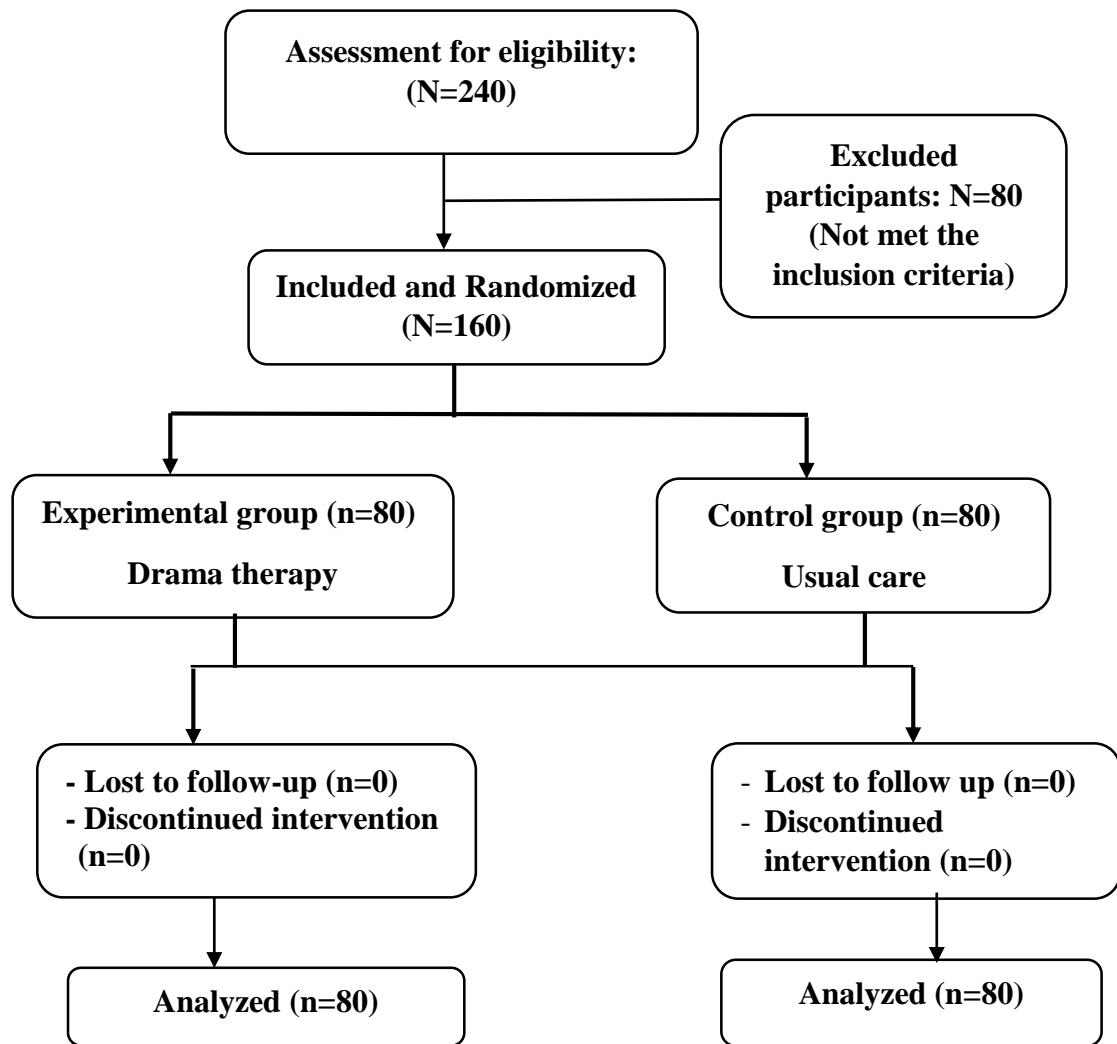 Assessment for eligibility:
(N=240)
Excluded
participants: N=80
(Not met the
inclusion criteria)
Included and Randomized
(N=160)
Experimental group (n=80)
Drama therapy
Control group (n=80)
Usual care
- Lost to follow-up (n=0)
- Discontinued intervention
(n=0)
- Lost to follow up (n=0)
- Discontinued
intervention (n=0)
Analyzed (n=80)
Analyzed (n=80)